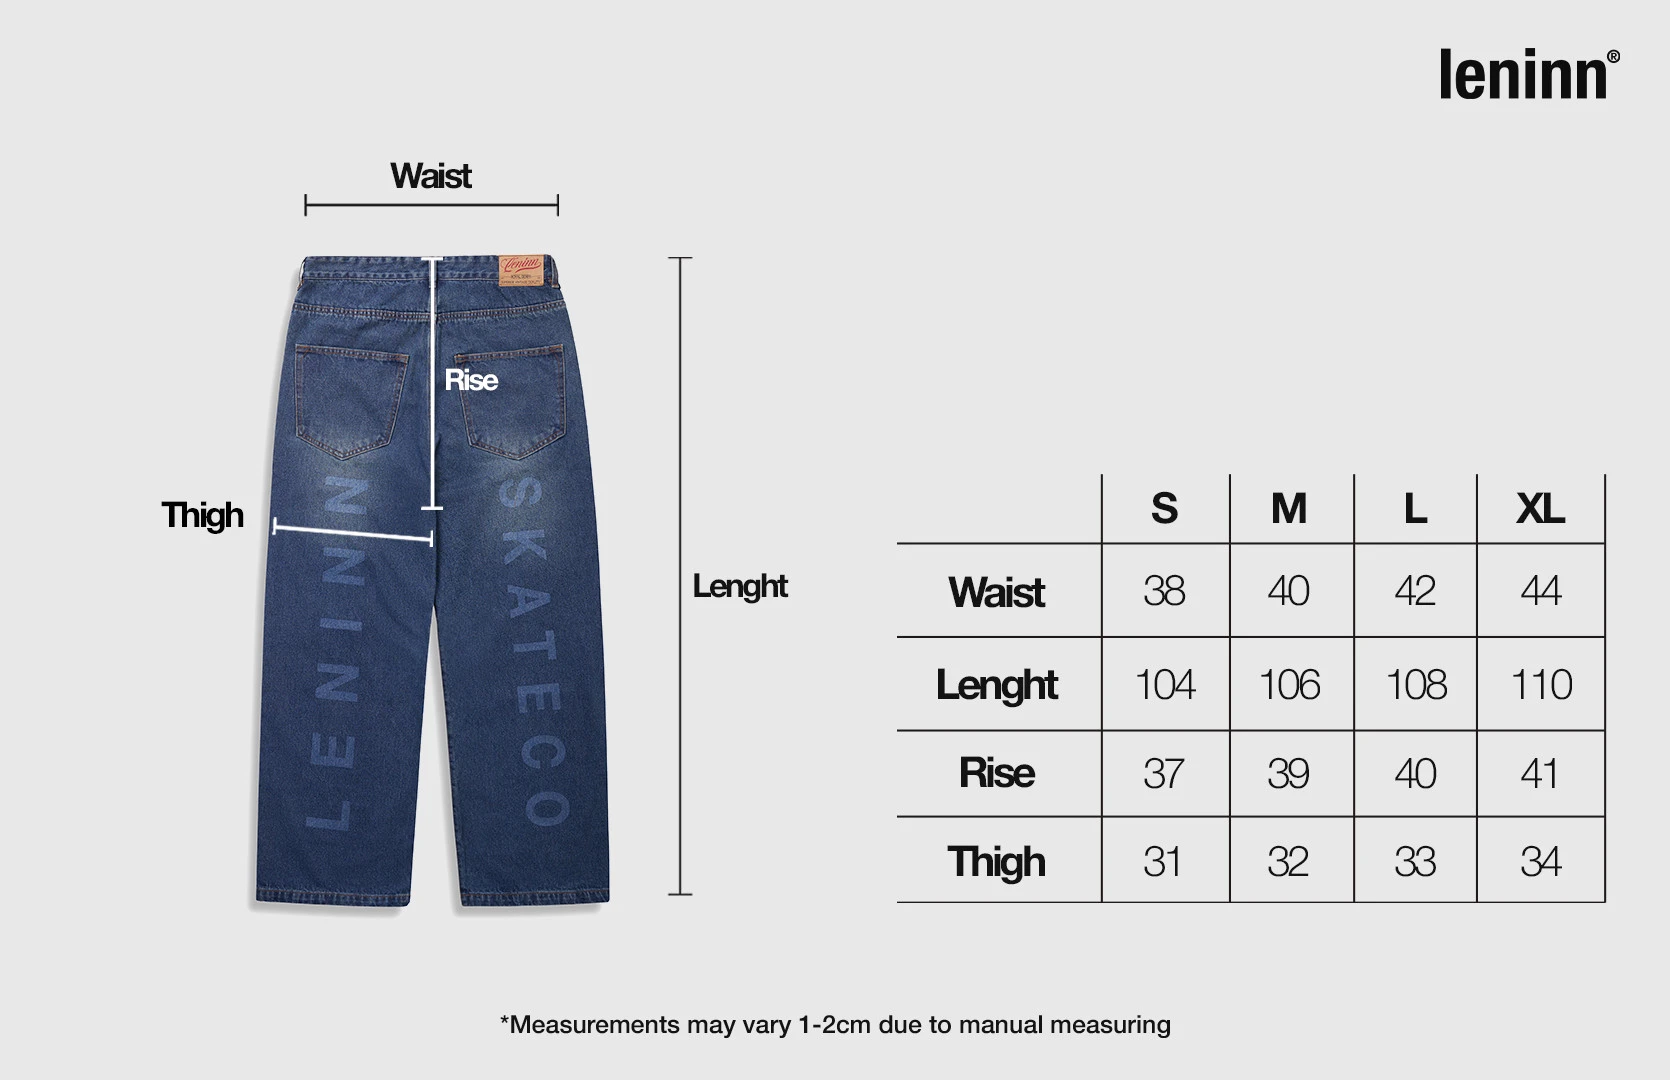 leninn®
Waist
Leninn
Rise
Thigh
Lenght
LENINN
SKATECO
S M L XL
Waist 38 40 42 44
Lenght 104 106 108 110
Rise 37 39 40 41
Thigh 31 32 33 34
*Measurements may vary 1-2cm due to manual measuring